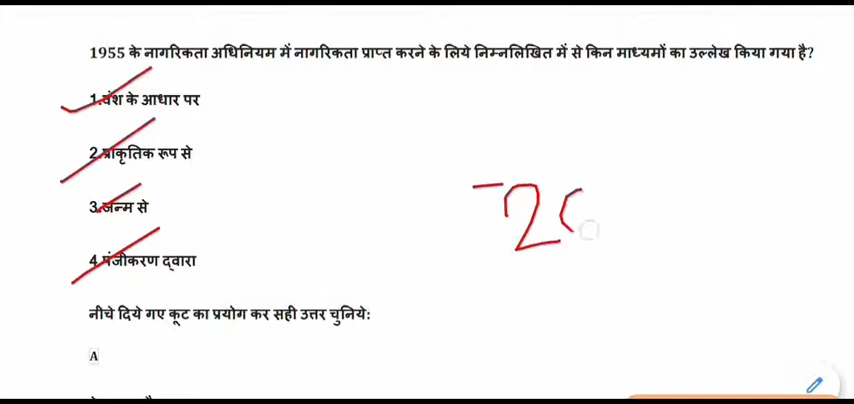 1955 के नागरिकता अधिनियम में नागरिकता प्राप्त करने के लिये निम्नलिखित में से किन माध्यमों का उल्लेख किया गया है?
1.वंश के आधार पर
2.प्राकृतिक रूप से
3.जन्म से
4.पंजीकरण द्वारा
नीचे दिये गए कूट का प्रयोग कर सही उत्तर चुनिये:
A